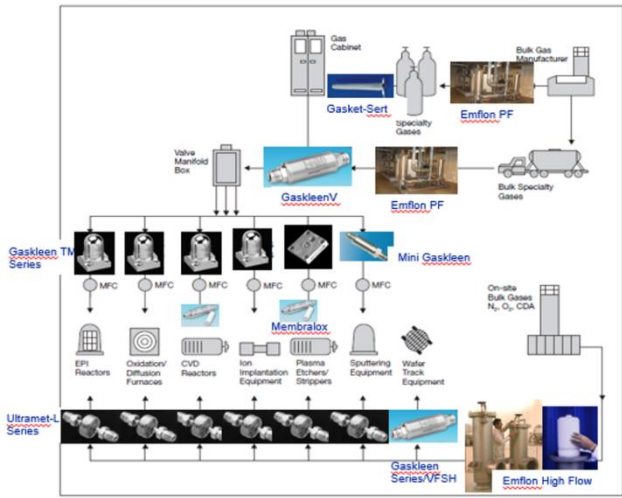 Gas
Cabinet
Bulk Gas
Manufacturer
Gasket-Sert
Specialty
Gases
Emflon PF
Valve
Manifold
Box
GaskleenV
Emflon PF
Bulk Specialty
Gases
Gaskleen TM
Series
Mini Gaskleen
MFC
MFC
MFC
MFC
MFC
MFC
Membralox
On-site
Bulk Gases
N₂, O₂, CDA
EPI
Reactors
Oxidation/
Diffusion
Furnaces
CVD
Reactors
Ion
Implantation
Equipment
Plasma
Etchers/
Strippers
Sputtering
Equipment
Wafer
Track
Equipment
Ultramet-L
Series
Gaskleen
Series/VFSH
Emflon High Flow